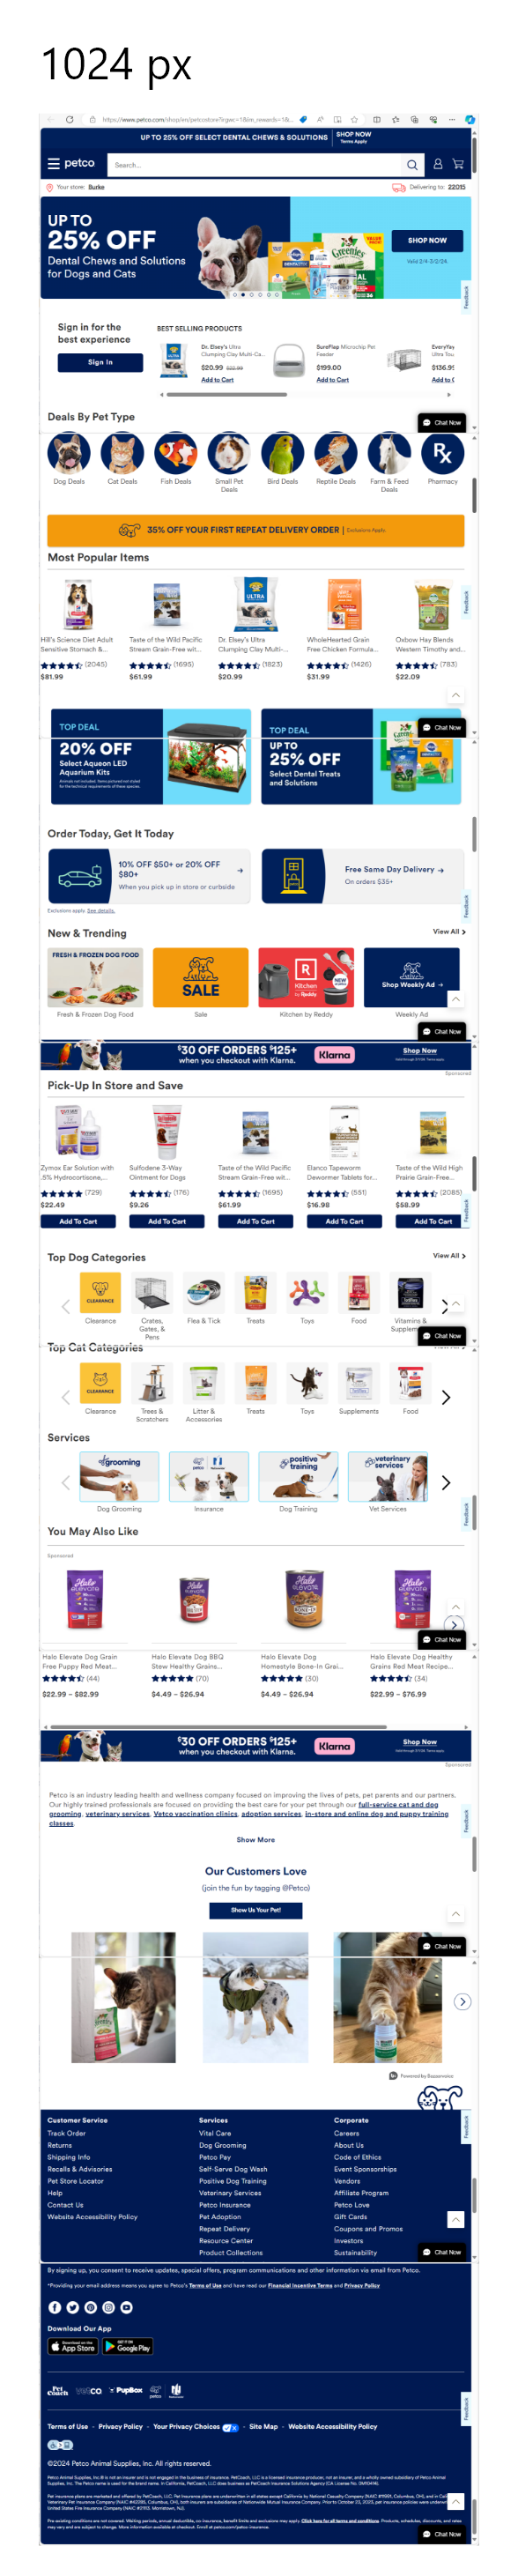 1024 px
UP TO 25% OFF SELECT DENTAL CHEWS & SOLUTIONS
SHOP NOW
Terms Apply
petco
Search...
Your store: Burke
Delivering to: 22015
UP TO
25% OFF
Dental Chews and Solutions
for Dogs and Cats
Greenies
SHOP NOW
Valid 2/4-3/2/24.
Feedback
Sign in for the
best experience
Sign In
BEST SELLING PRODUCTS
Dr. Elsey's Ultra
Clumping Clay Multi-Ca...
$20.99
Add to Cart
SureFlap Microchip Pet
Feeder
$199.00
Add to Cart
EveryYay
$136.99
Add to C
Deals By Pet Type
Chat Now
Rx
Dog Deals
Cat Deals
Fish Deals
Small Pet
Deals
Bird Deals
Reptile Deals
Farm & Feed
Deals
Pharmacy
35% OFF YOUR FIRST REPEAT DELIVERY ORDER | Exclusions Apply.
Most Popular Items
Feedback
ULTRA
Hill's Science Diet Adult
Sensitive Stomach &...
(2045)
$81.99
Taste of the Wild Pacific
Stream Grain-Free wit...
(1695)
$61.99
Dr. Elsey's Ultra
Clumping Clay Multi-...
(1823)
$20.99
WholeHearted Grain
Free Chicken Formula...
(1426)
$31.99
Oxbow Hay Blends
Western Timothy and...
(783)
$22.09
TOP DEAL
20% OFF
Select Aqueon LED
Aquarium Kits
TOP DEAL
UP TO
25% OFF
Select Dental Treats
and Solutions
Chat Now
Order Today, Get It Today
10% OFF $50+ or 20% OFF
$80+
When you pick up in store or curbside
Free Same Day Delivery
On orders $35+
Exclusions apply. See details.
Feedback
New & Trending
View All
FRESH & FROZEN DOG FOOD
SALE
R
Kitchen
by Reddy
Shop Weekly Ad
Fresh & Frozen Dog Food
Sale
Kitchen by Reddy
Weekly Ad
Chat Now
$30 OFF ORDERS $125+
when you checkout with Klarna.
Klarna
Shop Now
Sponsored
Pick-Up In Store and Save
Zymox Ear Solution with
.5% Hydrocortisone,...
(729)
$22.49
Add To Cart
Sulfodene 3-Way
Ointment for Dogs
(176)
$9.26
Add To Cart
Taste of the Wild Pacific
Stream Grain-Free wit...
(1695)
$61.99
Add To Cart
Elanco Tapeworm
Dewormer Tablets for...
(551)
$16.98
Add To Cart
Taste of the Wild High
Prairie Grain-Free...
(2085)
$58.99
Add To Cart
Feedback
Top Dog Categories
View All
CLEARANCE
Clearance
Crates,
Gates, &
Pens
Flea & Tick
Treats
Toys
Food
Vitamins &
Supplem
Chat Now
Top Cat Categories
CLEARANCE
Clearance
Trees &
Scratchers
Litter &
Accessories
Treats
Toys
Supplements
Food
Services
grooming
petco
positive
training
veterinary
services
Dog Grooming
Insurance
Dog Training
Vet Services
Feedback
You May Also Like
Sponsored
Halo
ELEVATE
Chat Now
Halo Elevate Dog Grain
Free Puppy Red Meat...
(44)
$22.99 - $82.99
Halo Elevate Dog BBQ
Stew Healthy Grains...
(70)
$4.49 - $26.94
Halo Elevate Dog
Homestyle Bone-In Grai...
(30)
$4.49 - $26.94
Halo Elevate Dog Healthy
Grains Red Meat Recipe...
(34)
$22.99 - $76.99
$30 OFF ORDERS $125+
when you checkout with Klarna.
Klarna
Shop Now
Sponsored
Petco is an industry leading health and wellness company focused on improving the lives of pets, pet parents and our partners.
Our highly trained professionals are focused on providing the best care for your pet through our full-service cat and dog
grooming, veterinary services, Vetco vaccination clinics, adoption services, in-store and online dog and puppy training
classes.
Feedback
Show More
Our Customers Love
(join the fun by tagging @Petco)
Show Us Your Pet!
Chat Now
Powered by Bazaarvoice
Customer Service
Track Order
Returns
Shipping Info
Recalls & Advisories
Pet Store Locator
Help
Contact Us
Website Accessibility Policy
Services
Vital Care
Dog Grooming
Petco Pay
Self-Serve Dog Wash
Positive Dog Training
Veterinary Services
Petco Insurance
Pet Adoption
Repeat Delivery
Resource Center
Product Collections
Corporate
Careers
About Us
Code of Ethics
Event Sponsorships
Vendors
Affiliate Program
Petco Love
Gift Cards
Coupons and Promos
Investors
Sustainability
Feedback
Chat Now
By signing up, you consent to receive updates, special offers, program communications and other information via email from Petco.
*Providing your email address means you agree to Petco's Terms of Use and have read our Financial Incentive Terms and Privacy Policy
Download Our App
App Store
Google Play
Pet Coach
vetco
PupBox
petco
Feedback
Terms of Use - Privacy Policy - Your Privacy Choices - Site Map - Website Accessibility Policy
©2024 Petco Animal Supplies, Inc. All rights reserved.
Chat Now